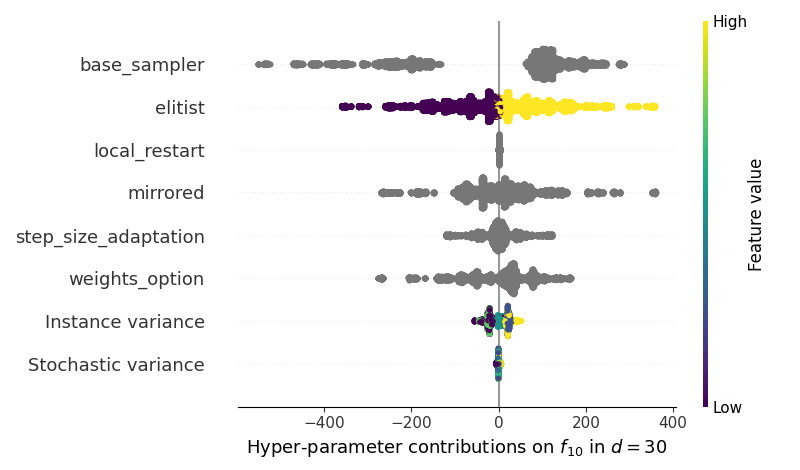 High
base_sampler
elitist
local_restart
mirrored
step_size_adaptation
weights_option
Instance variance
Stochastic variance
Feature value
Low
−400 −200 0 200 400
Hyper-parameter contributions on f₁₀ in d = 30